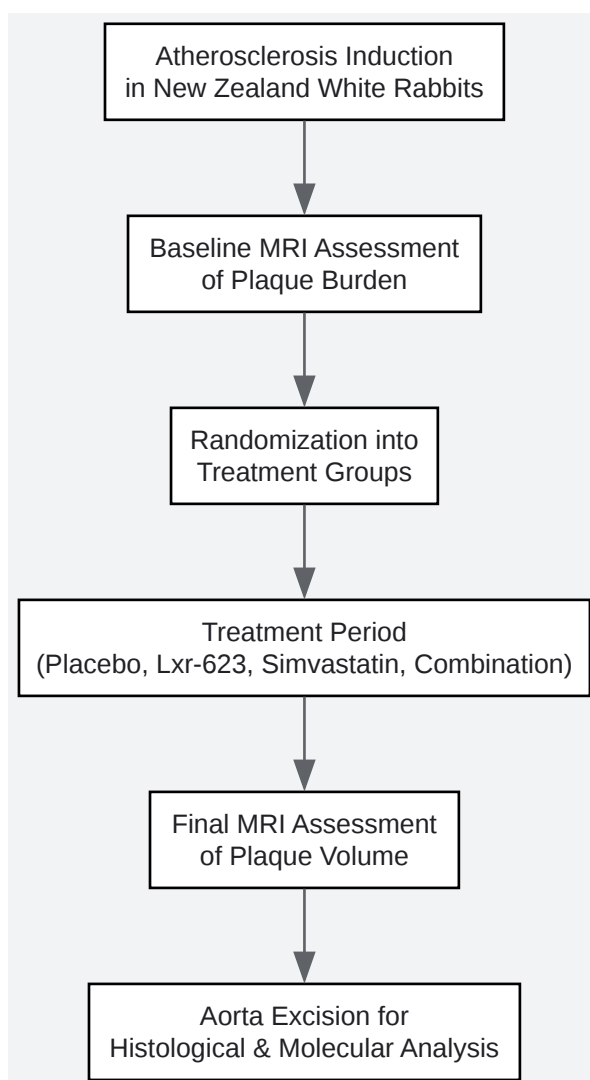 Atherosclerosis Induction
in New Zealand White Rabbits
Baseline MRI Assessment
of Plaque Burden
Randomization into
Treatment Groups
Treatment Period
(Placebo, Lxr-623, Simvastatin, Combination)
Final MRI Assessment
of Plaque Volume
Aorta Excision for
Histological & Molecular Analysis